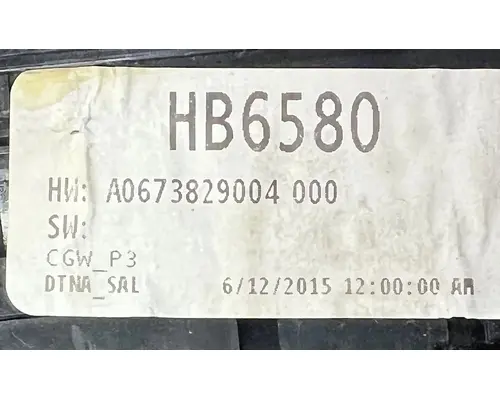 HB6580
HW: A0673829004 000
SW:
CGW_P3
DTNA_SAL 6/12/2015 12:00:00 AM